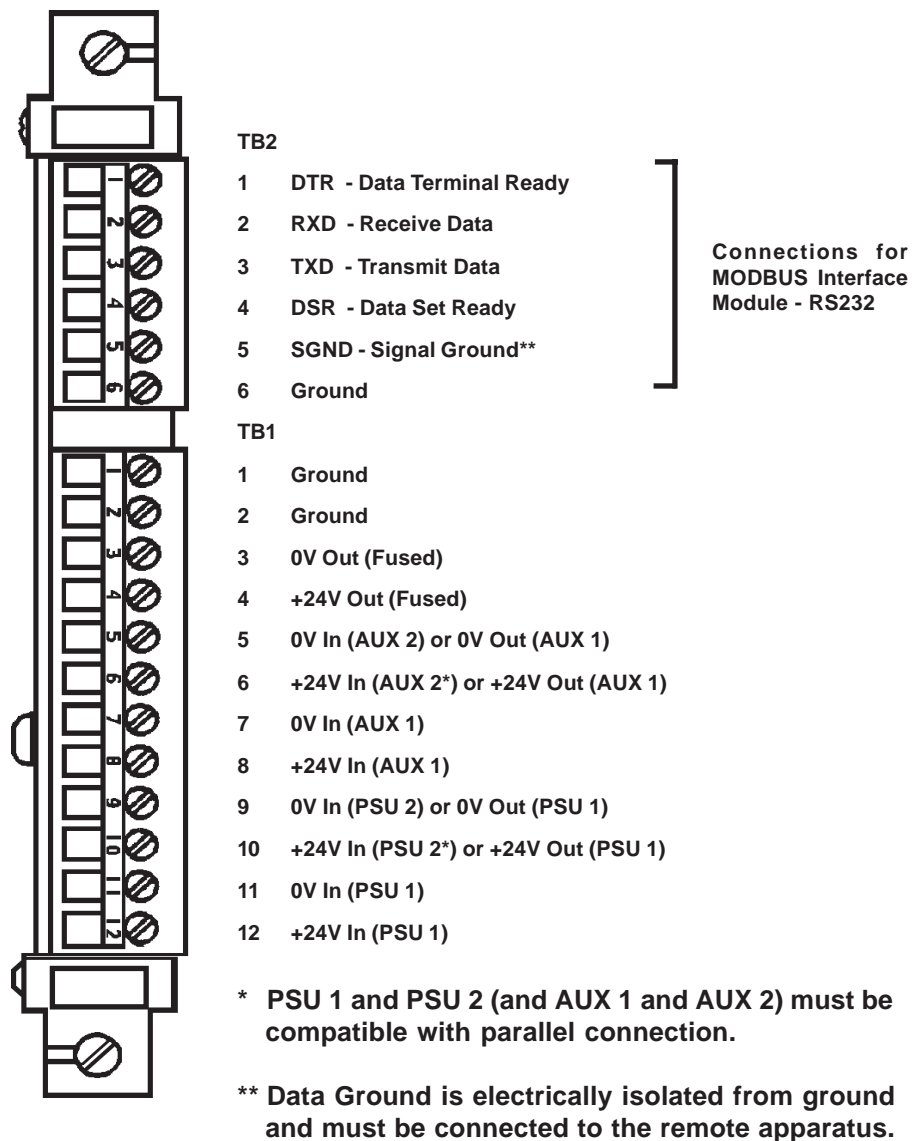 TB2
1 DTR - Data Terminal Ready
2 RXD - Receive Data
3 TXD - Transmit Data
4 DSR - Data Set Ready
5 SGND - Signal Ground**
6 Ground
Connections for
MODBUS Interface
Module - RS232
TB1
1 Ground
2 Ground
3 0V Out (Fused)
4 +24V Out (Fused)
5 0V In (AUX 2) or 0V Out (AUX 1)
6 +24V In (AUX 2*) or +24V Out (AUX 1)
7 0V In (AUX 1)
8 +24V In (AUX 1)
9 0V In (PSU 2) or 0V Out (PSU 1)
10 +24V In (PSU 2*) or +24V Out (PSU 1)
11 0V In (PSU 1)
12 +24V In (PSU 1)
* PSU 1 and PSU 2 (and AUX 1 and AUX 2) must be
compatible with parallel connection.
** Data Ground is electrically isolated from ground
and must be connected to the remote apparatus.
1
2
3
4
5
6
1
2
3
4
5
6
7
8
9
10
11
12